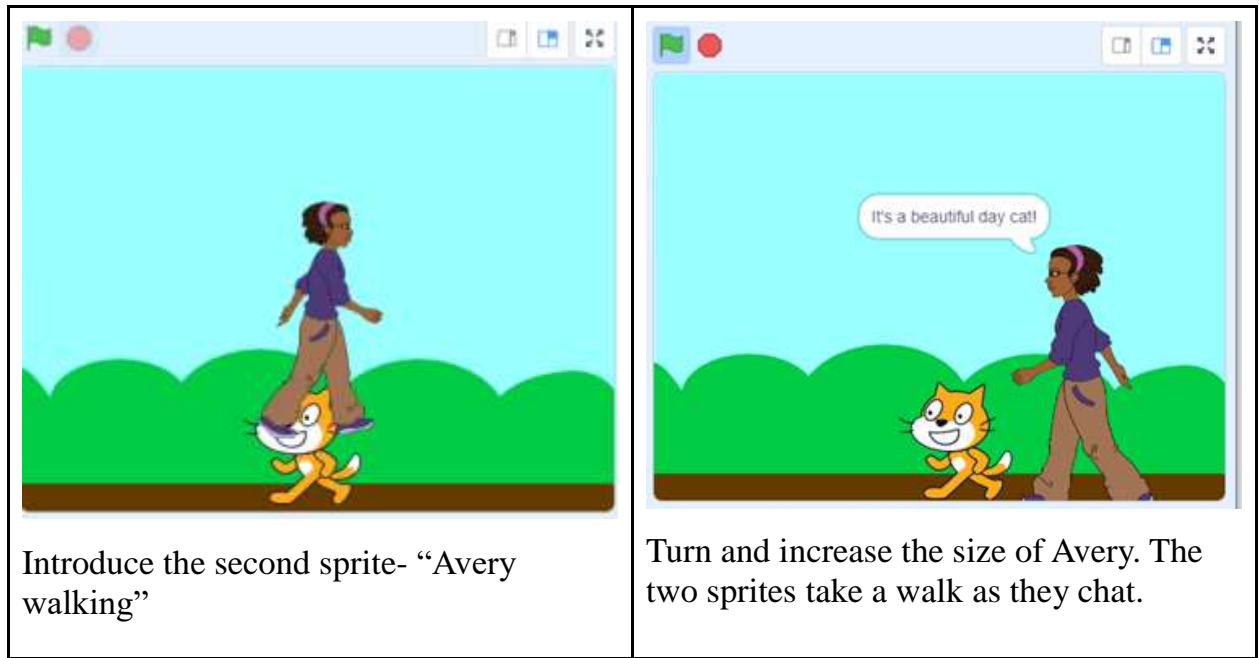 It's a beautiful day cat!
Introduce the second sprite- “Avery
walking”
Turn and increase the size of Avery. The
two sprites take a walk as they chat.